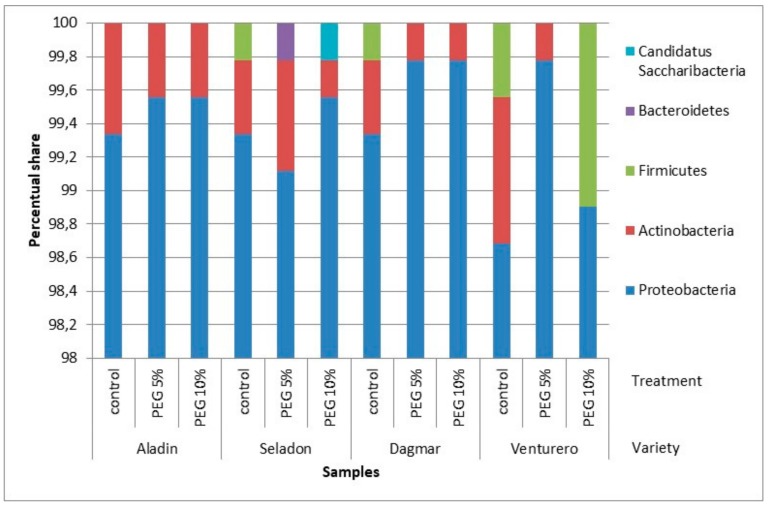 100
99,8
99,6
99,4
99,2
99
98,8
98,6
98,4
98,2
98
Percentual share
control
PEG 5%
PEG 10%
control
PEG 5%
PEG 10%
control
PEG 5%
PEG 10%
control
PEG 5%
PEG 10%
Aladin
Seladon
Dagmar
Venturero
Samples
Candidatus
Saccharibacteria
Bacteroidetes
Firmicutes
Actinobacteria
Proteobacteria
Treatment
Variety